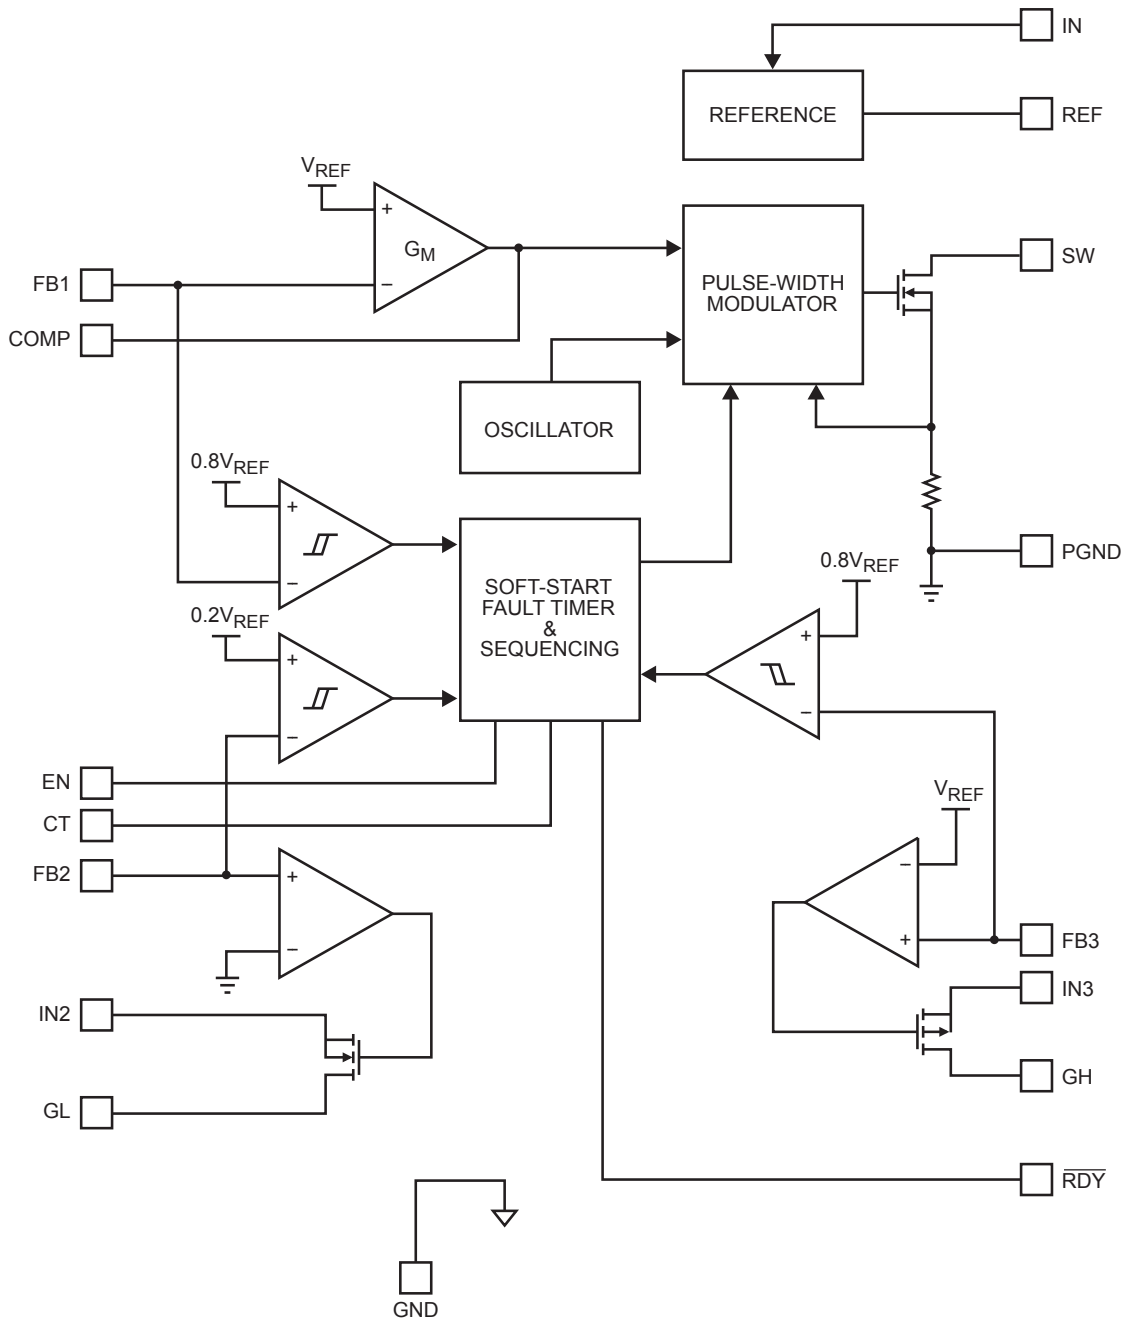 IN
REFERENCE
REF
VREF
+
GM
−
FB1
COMP
PULSE-WIDTH
MODULATOR
SW
OSCILLATOR
0.8VREF
+
−
SOFT-START
FAULT TIMER
&
SEQUENCING
PGND
0.8VREF
+
−
0.2VREF
+
−
EN
CT
FB2
+
−
VREF
−
+
FB3
IN2
IN3
GL
GH
RDY
GND